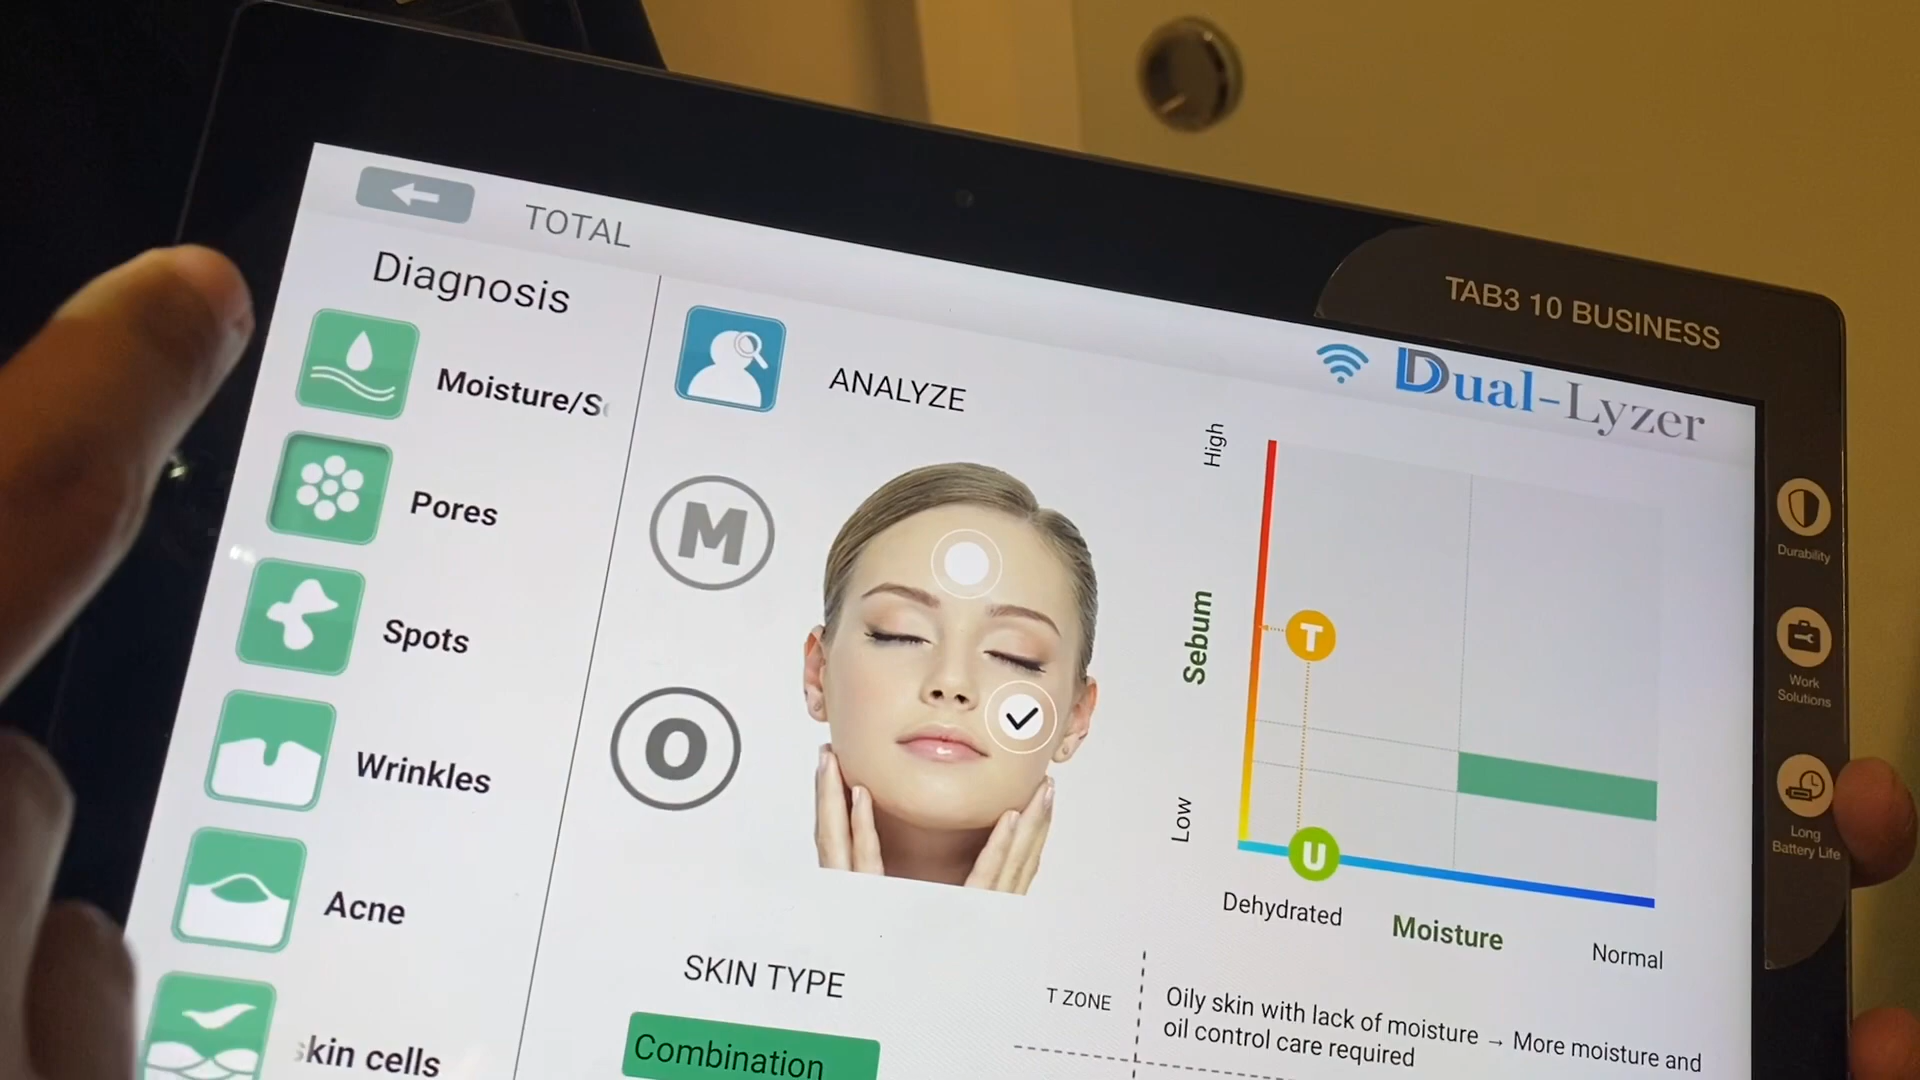 TOTAL
TAB3 10 BUSINESS
Diagnosis
Moisture/S
Pores
Spots
Wrinkles
Acne
skin cells
ANALYZE
Dual-Lyzer
M
O
High
Sebum
Low
T
U
Dehydrated
Moisture
Normal
SKIN TYPE
Combination
T ZONE
Oily skin with lack of moisture → More moisture and
oil control care required
Durability
Work
Solutions
Long
Battery Life